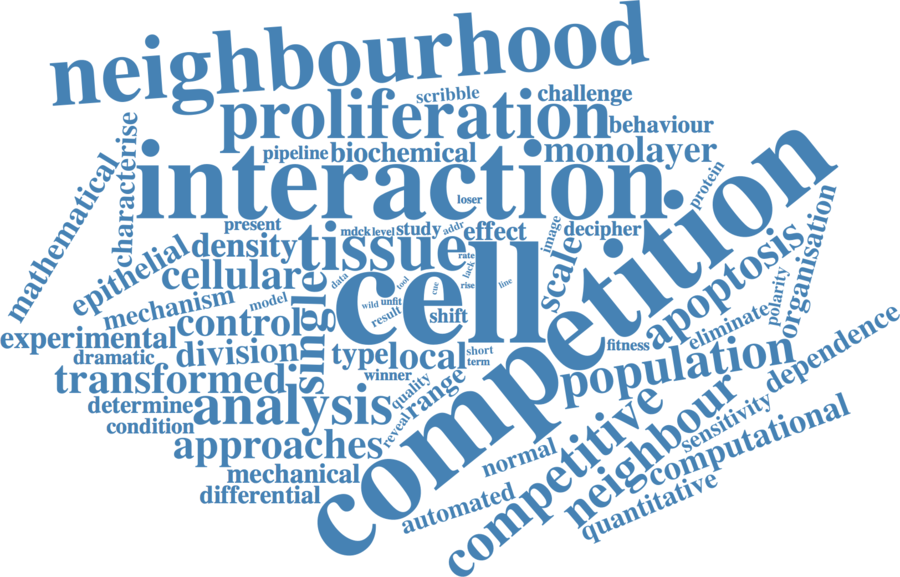 neighbourhood
scribble
challenge
proliferation
behaviour
pipeline
biochemical
monolayer
interaction
loser
protein
characterise
mathematical
competition
present
mdck
level
study
addr
effect
image
decipher
density
tissue
epithelial
cellular
rate
lack
data
tool
cue
rise
line
cell
scale
apoptosis
organisation
polarity
mechanism
model
wild
unfit
result
shift
single
experimental
control
eliminate
fitness
dramatic
division
type
local
short
term
population
dependence
transformed
winner
quality
range
determine
analysis
condition
reveal
neighbour
sensitivity
approaches
competitive
computational
normal
mechanical
differential
automated
quantitative